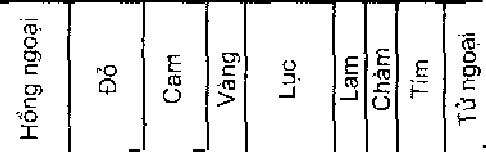 Hồng ngoại
Đỏ
Cam
Vàng
Lục
Lam
Chàm
Tím
Tử ngoại